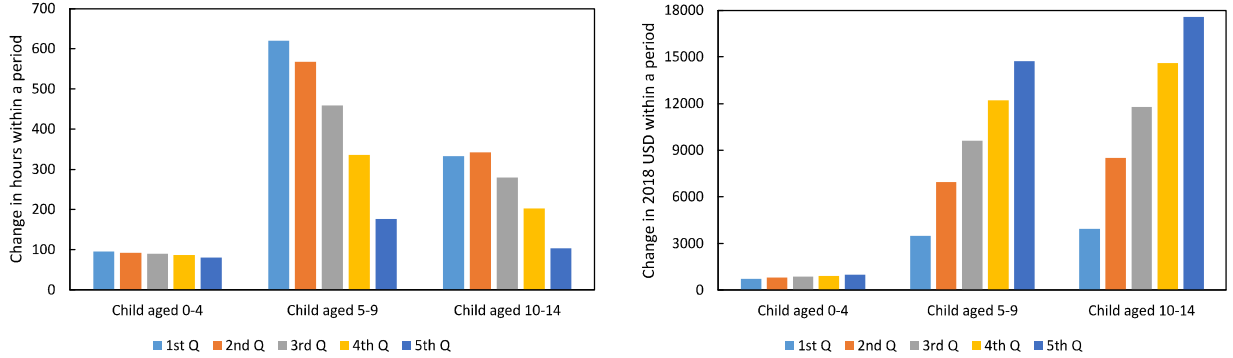 Change in hours within a period
700
600
500
400
300
200
100
0
Child aged 0-4
Child aged 5-9
Child aged 10-14
1st Q
2nd Q
3rd Q
4th Q
5th Q
Change in 2018 USD within a period
18000
15000
12000
9000
6000
3000
0
Child aged 0-4
Child aged 5-9
Child aged 10-14
1st Q
2nd Q
3rd Q
4th Q
5th Q